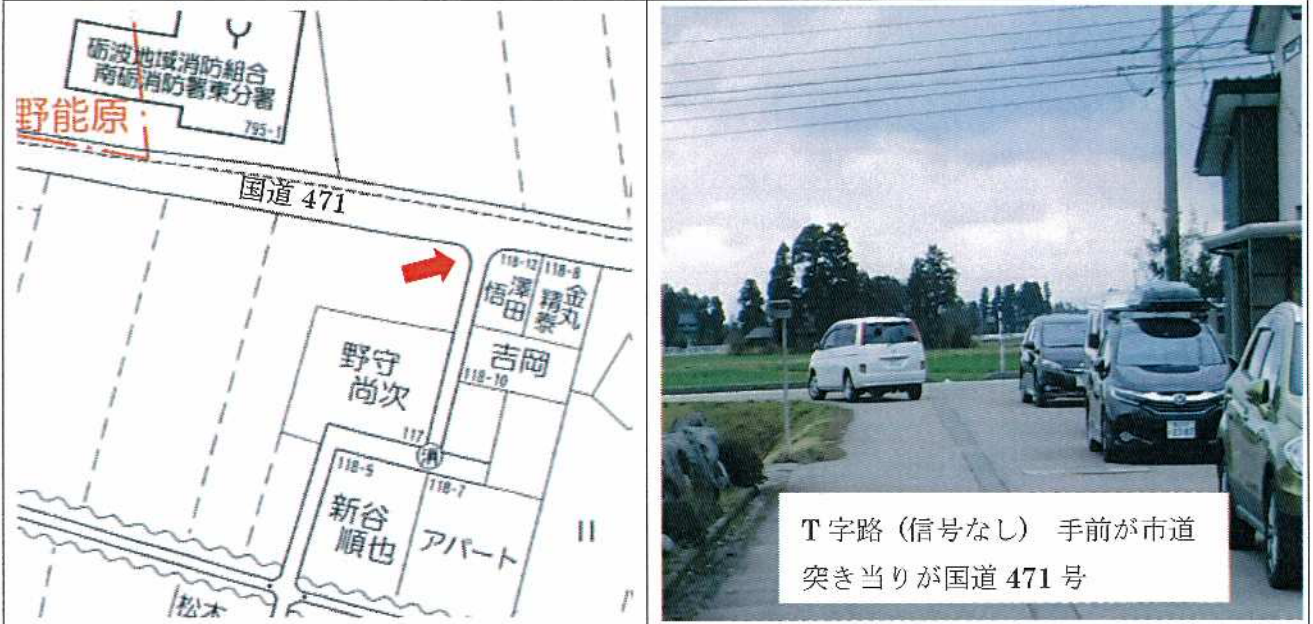 砺波地域消防組合
南砺消防署東分署
795-1
野能原
国道 471
118-12
澤田
悟
118-8
金丸
精泰
吉岡
118-10
野守
尚次
117
消
118-5
新谷
順也
118-7
アパート
松本
T 字路（信号なし） 手前が市道
突き当りが国道 471 号